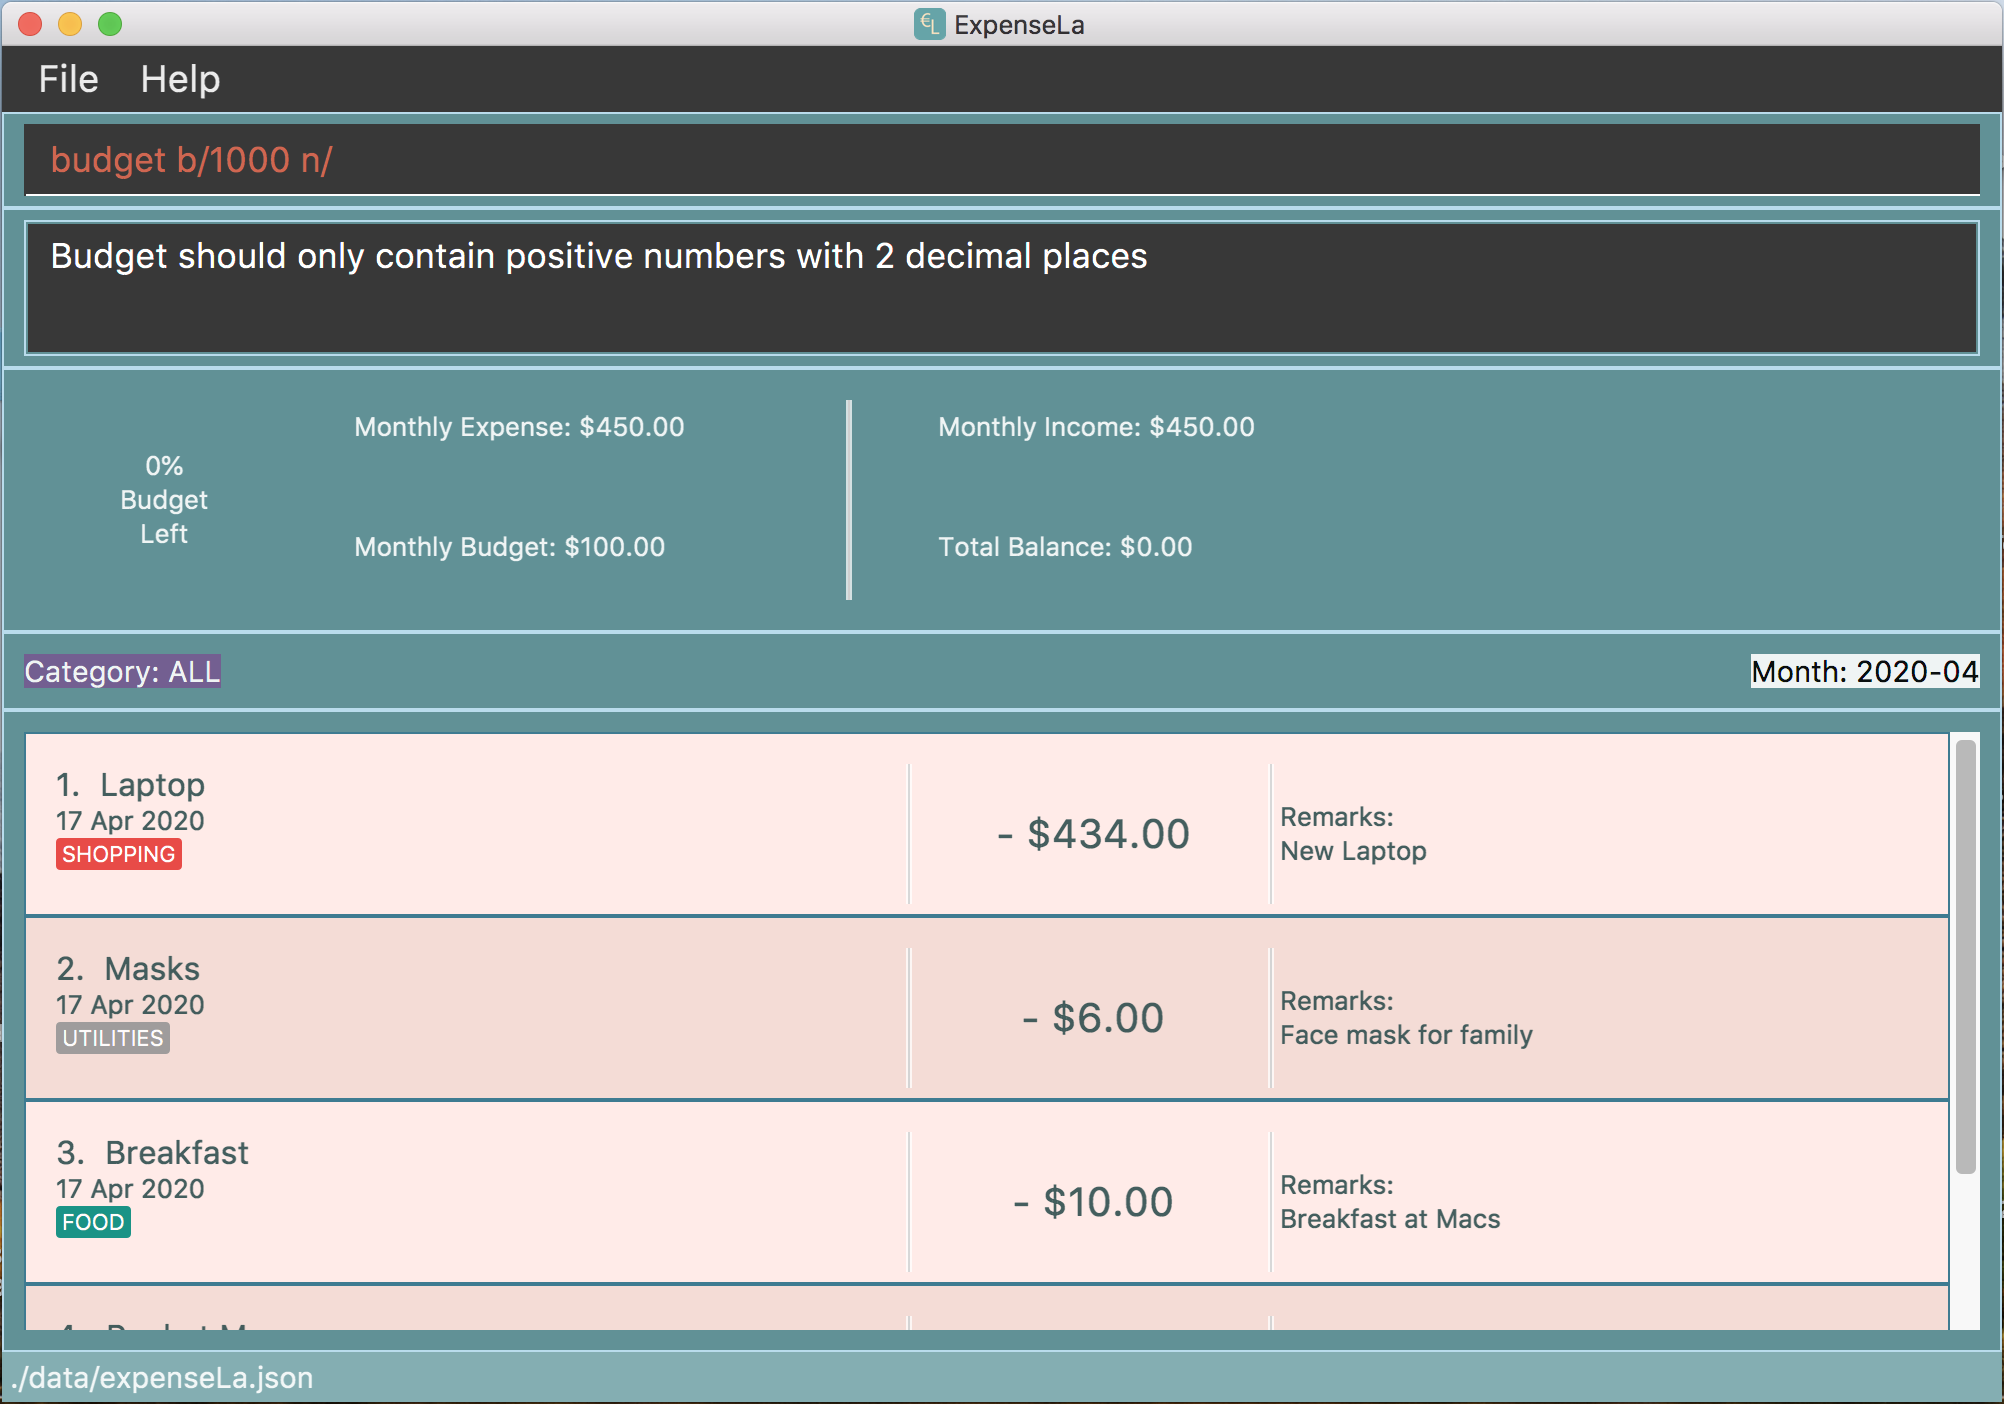 €L ExpenseLa
File Help
budget b/1000 n/
Budget should only contain positive numbers with 2 decimal places
0%
Budget
Left
Monthly Expense: $450.00
Monthly Budget: $100.00
Monthly Income: $450.00
Total Balance: $0.00
Category: ALL
Month: 2020-04
1. Laptop
17 Apr 2020
SHOPPING
- $434.00
Remarks:
New Laptop
2. Masks
17 Apr 2020
UTILITIES
- $6.00
Remarks:
Face mask for family
3. Breakfast
17 Apr 2020
FOOD
- $10.00
Remarks:
Breakfast at Macs
./data/expenseLa.json